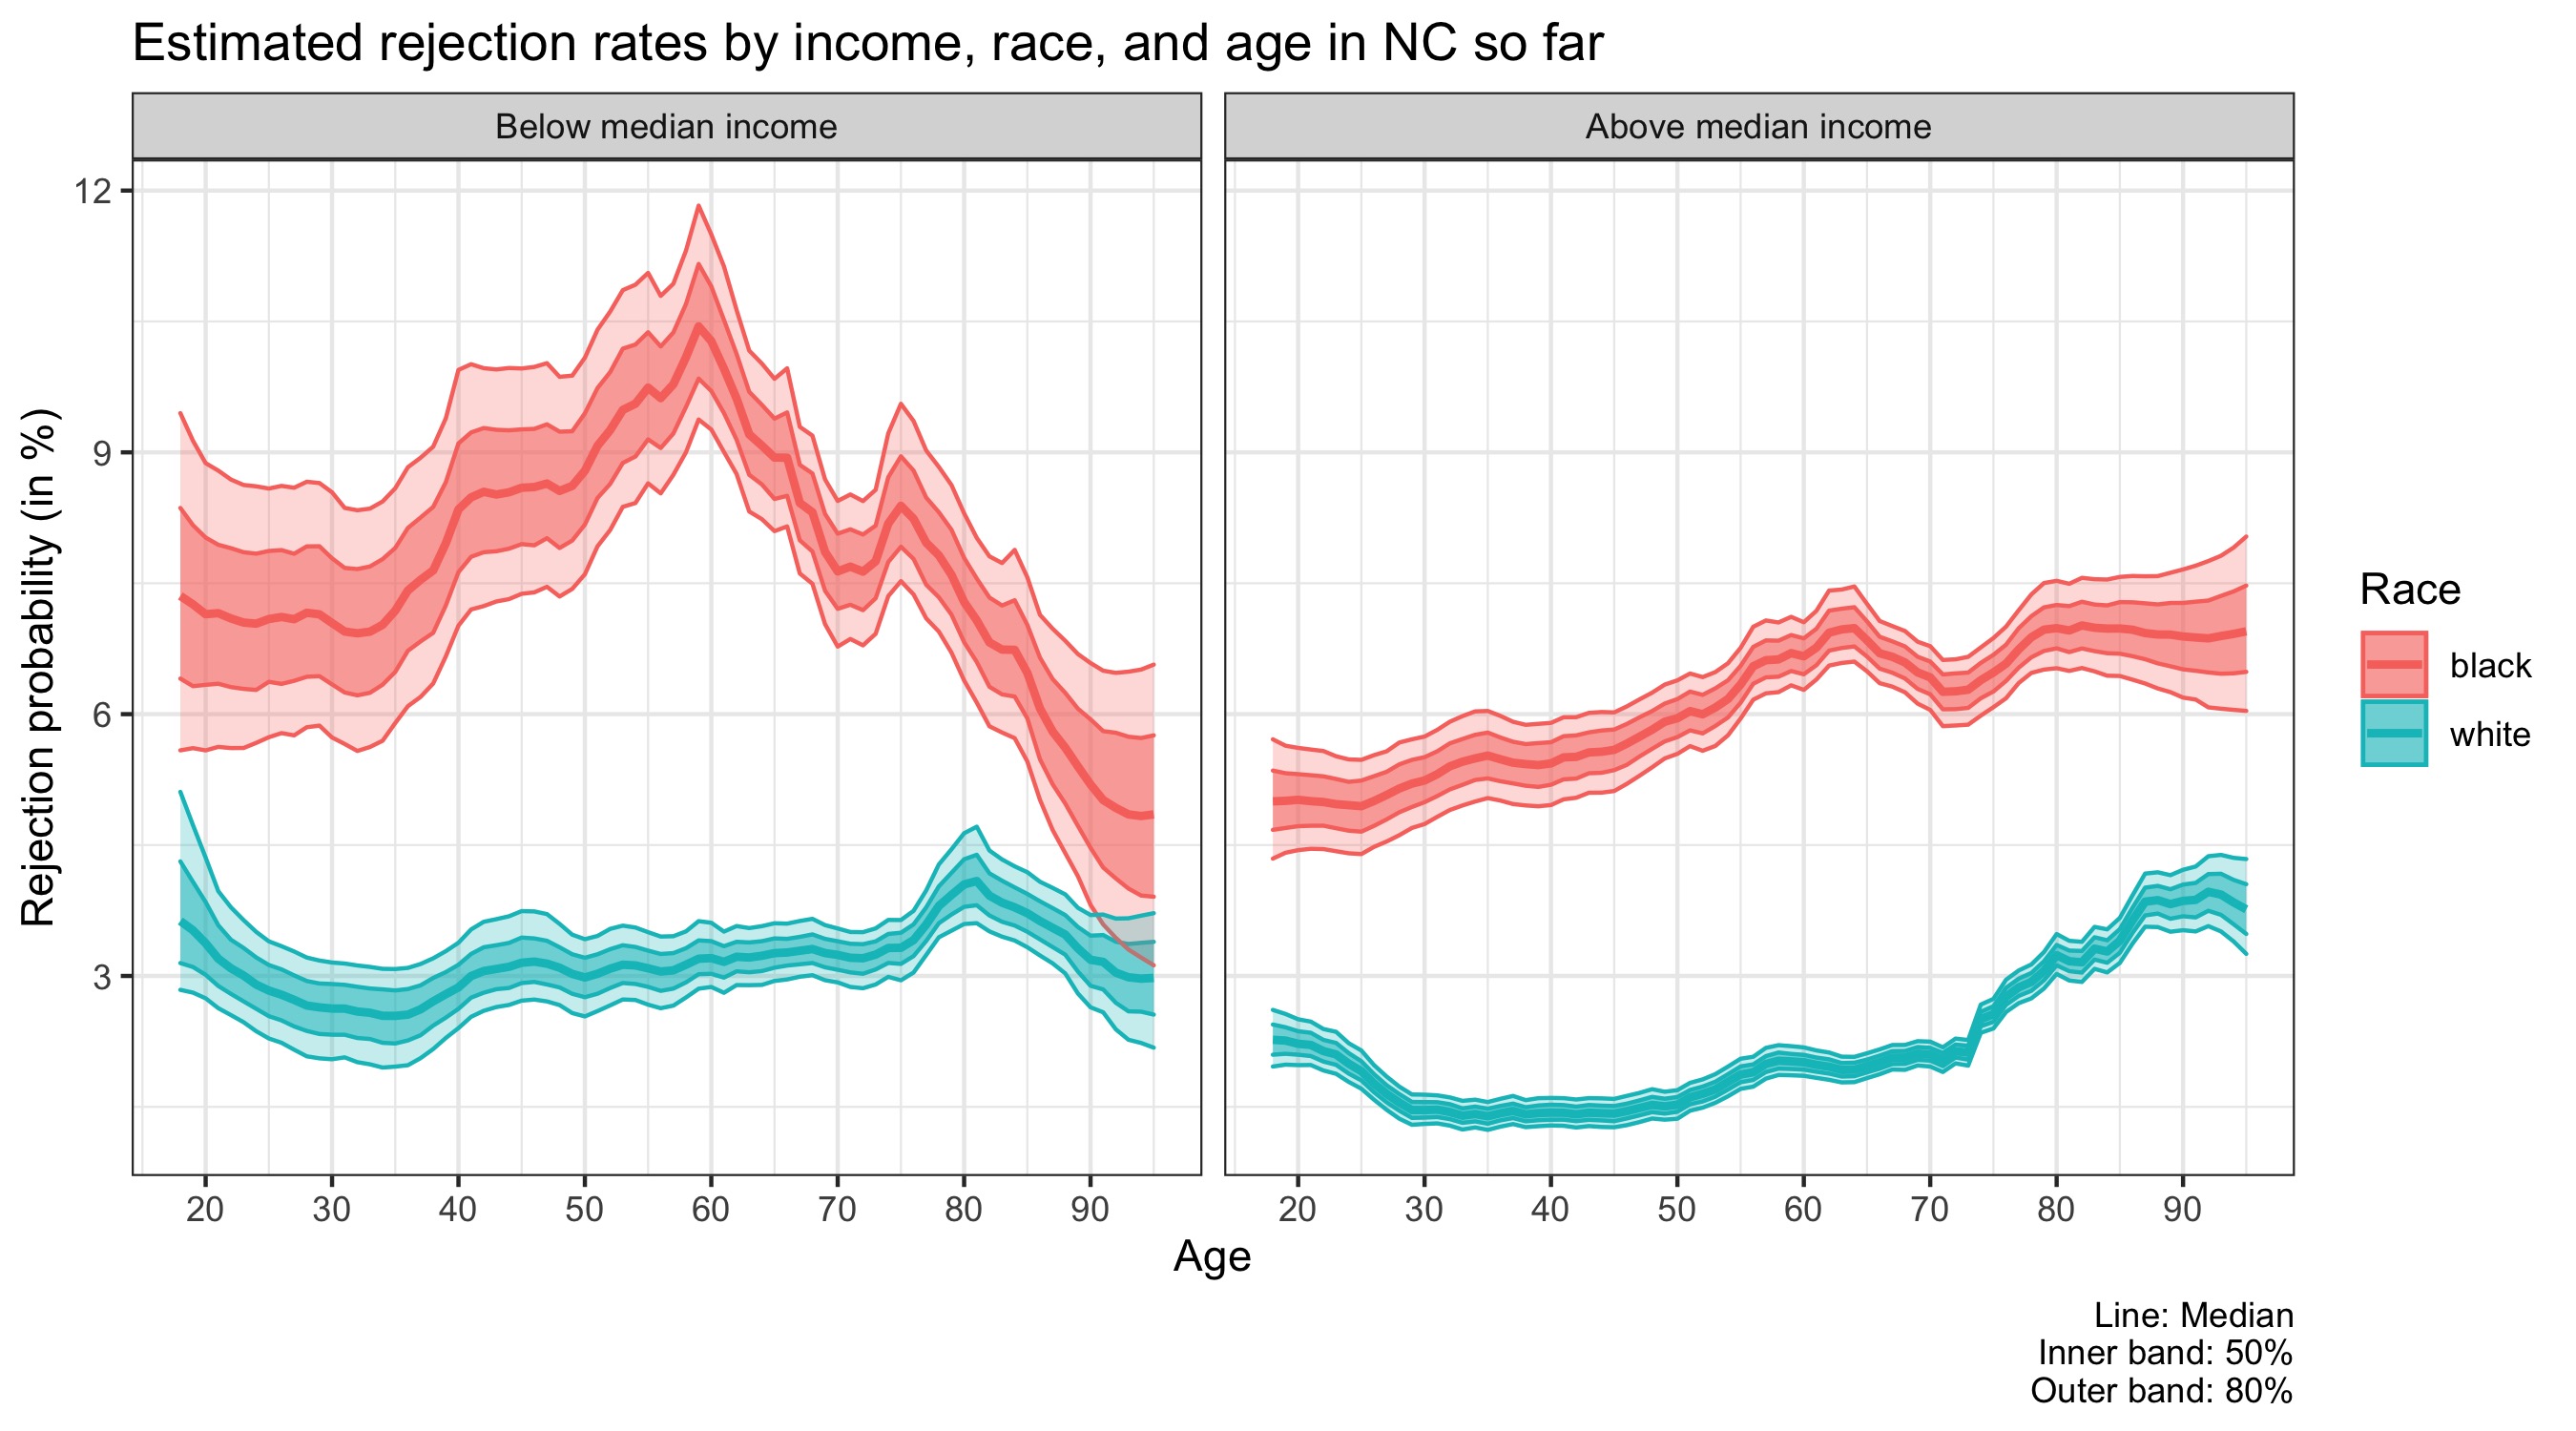 Estimated rejection rates by income, race, and age in NC so far
Below median income
Above median income
Rejection probability (in %)
12
9
6
3
20 30 40 50 60 70 80 90
20 30 40 50 60 70 80 90
Age
Race
black
white
Line: Median
Inner band: 50%
Outer band: 80%